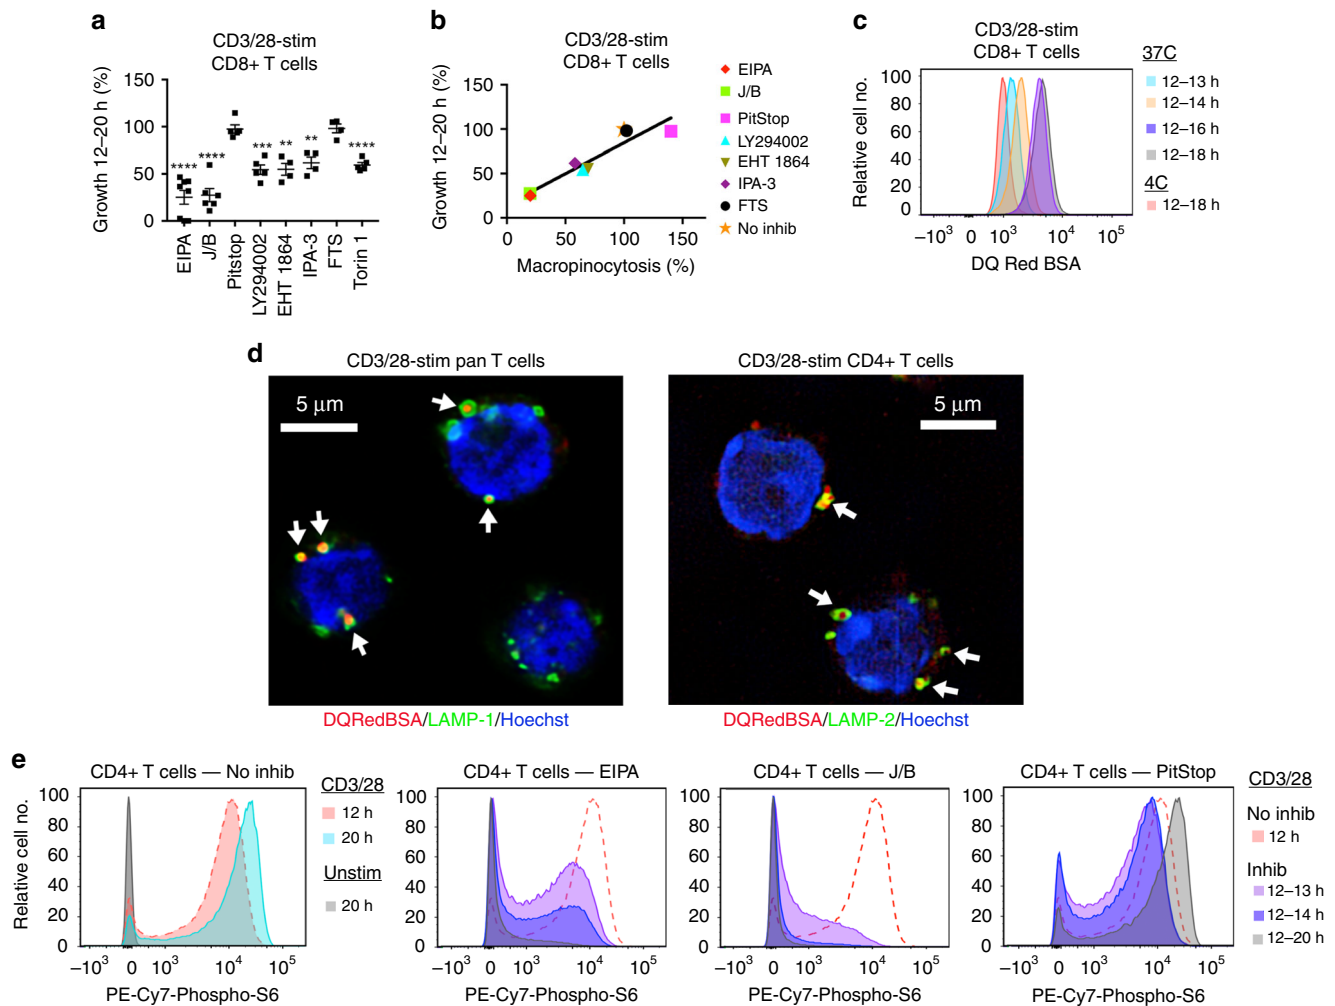 a
CD3/28-stim
CD8+ T cells
Growth 12–20 h (%)
150
100
50
0
****
****
***
**
**
****
EIPA
J/B
Pitstop
LY294002
EHT 1864
IPA-3
FTS
Torin 1
b
CD3/28-stim
CD8+ T cells
Growth 12–20 h (%)
150
100
50
0
0
50
100
150
Macropinocytosis (%)
EIPA
J/B
PitStop
LY294002
EHT 1864
IPA-3
FTS
No inhib
c
CD3/28-stim
CD8+ T cells
Relative cell no.
100
80
60
40
20
0
–10³
0
10³
10⁴
10⁵
DQ Red BSA
37C
12–13 h
12–14 h
12–16 h
12–18 h
4C
12–18 h
d
CD3/28-stim pan T cells
5 μm
DQRedBSA/LAMP-1/Hoechst
CD3/28-stim CD4+ T cells
5 μm
DQRedBSA/LAMP-2/Hoechst
e
CD4+ T cells — No inhib
Relative cell no.
100
80
60
40
20
0
–10³
0
10³
10⁴
10⁵
PE-Cy7-Phospho-S6
CD3/28
12 h
20 h
Unstim
20 h
CD4+ T cells — EIPA
100
80
60
40
20
0
–10³
0
10³
10⁴
10⁵
PE-Cy7-Phospho-S6
CD4+ T cells — J/B
100
80
60
40
20
0
–10³
0
10³
10⁴
10⁵
PE-Cy7-Phospho-S6
CD4+ T cells — PitStop
100
80
60
40
20
0
–10³
0
10³
10⁴
10⁵
PE-Cy7-Phospho-S6
CD3/28
No inhib
12 h
Inhib
12–13 h
12–14 h
12–20 h